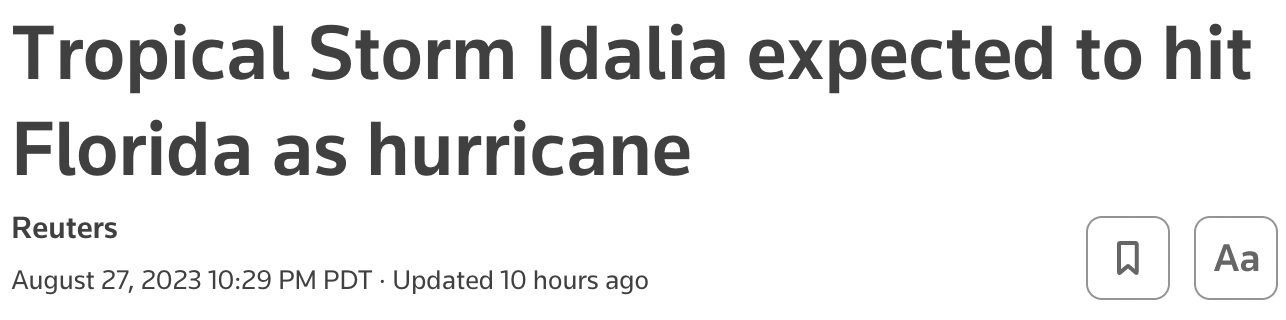 Tropical Storm Idalia expected to hit
Florida as hurricane
Reuters
August 27, 2023 10:29 PM PDT · Updated 10 hours ago
Aa